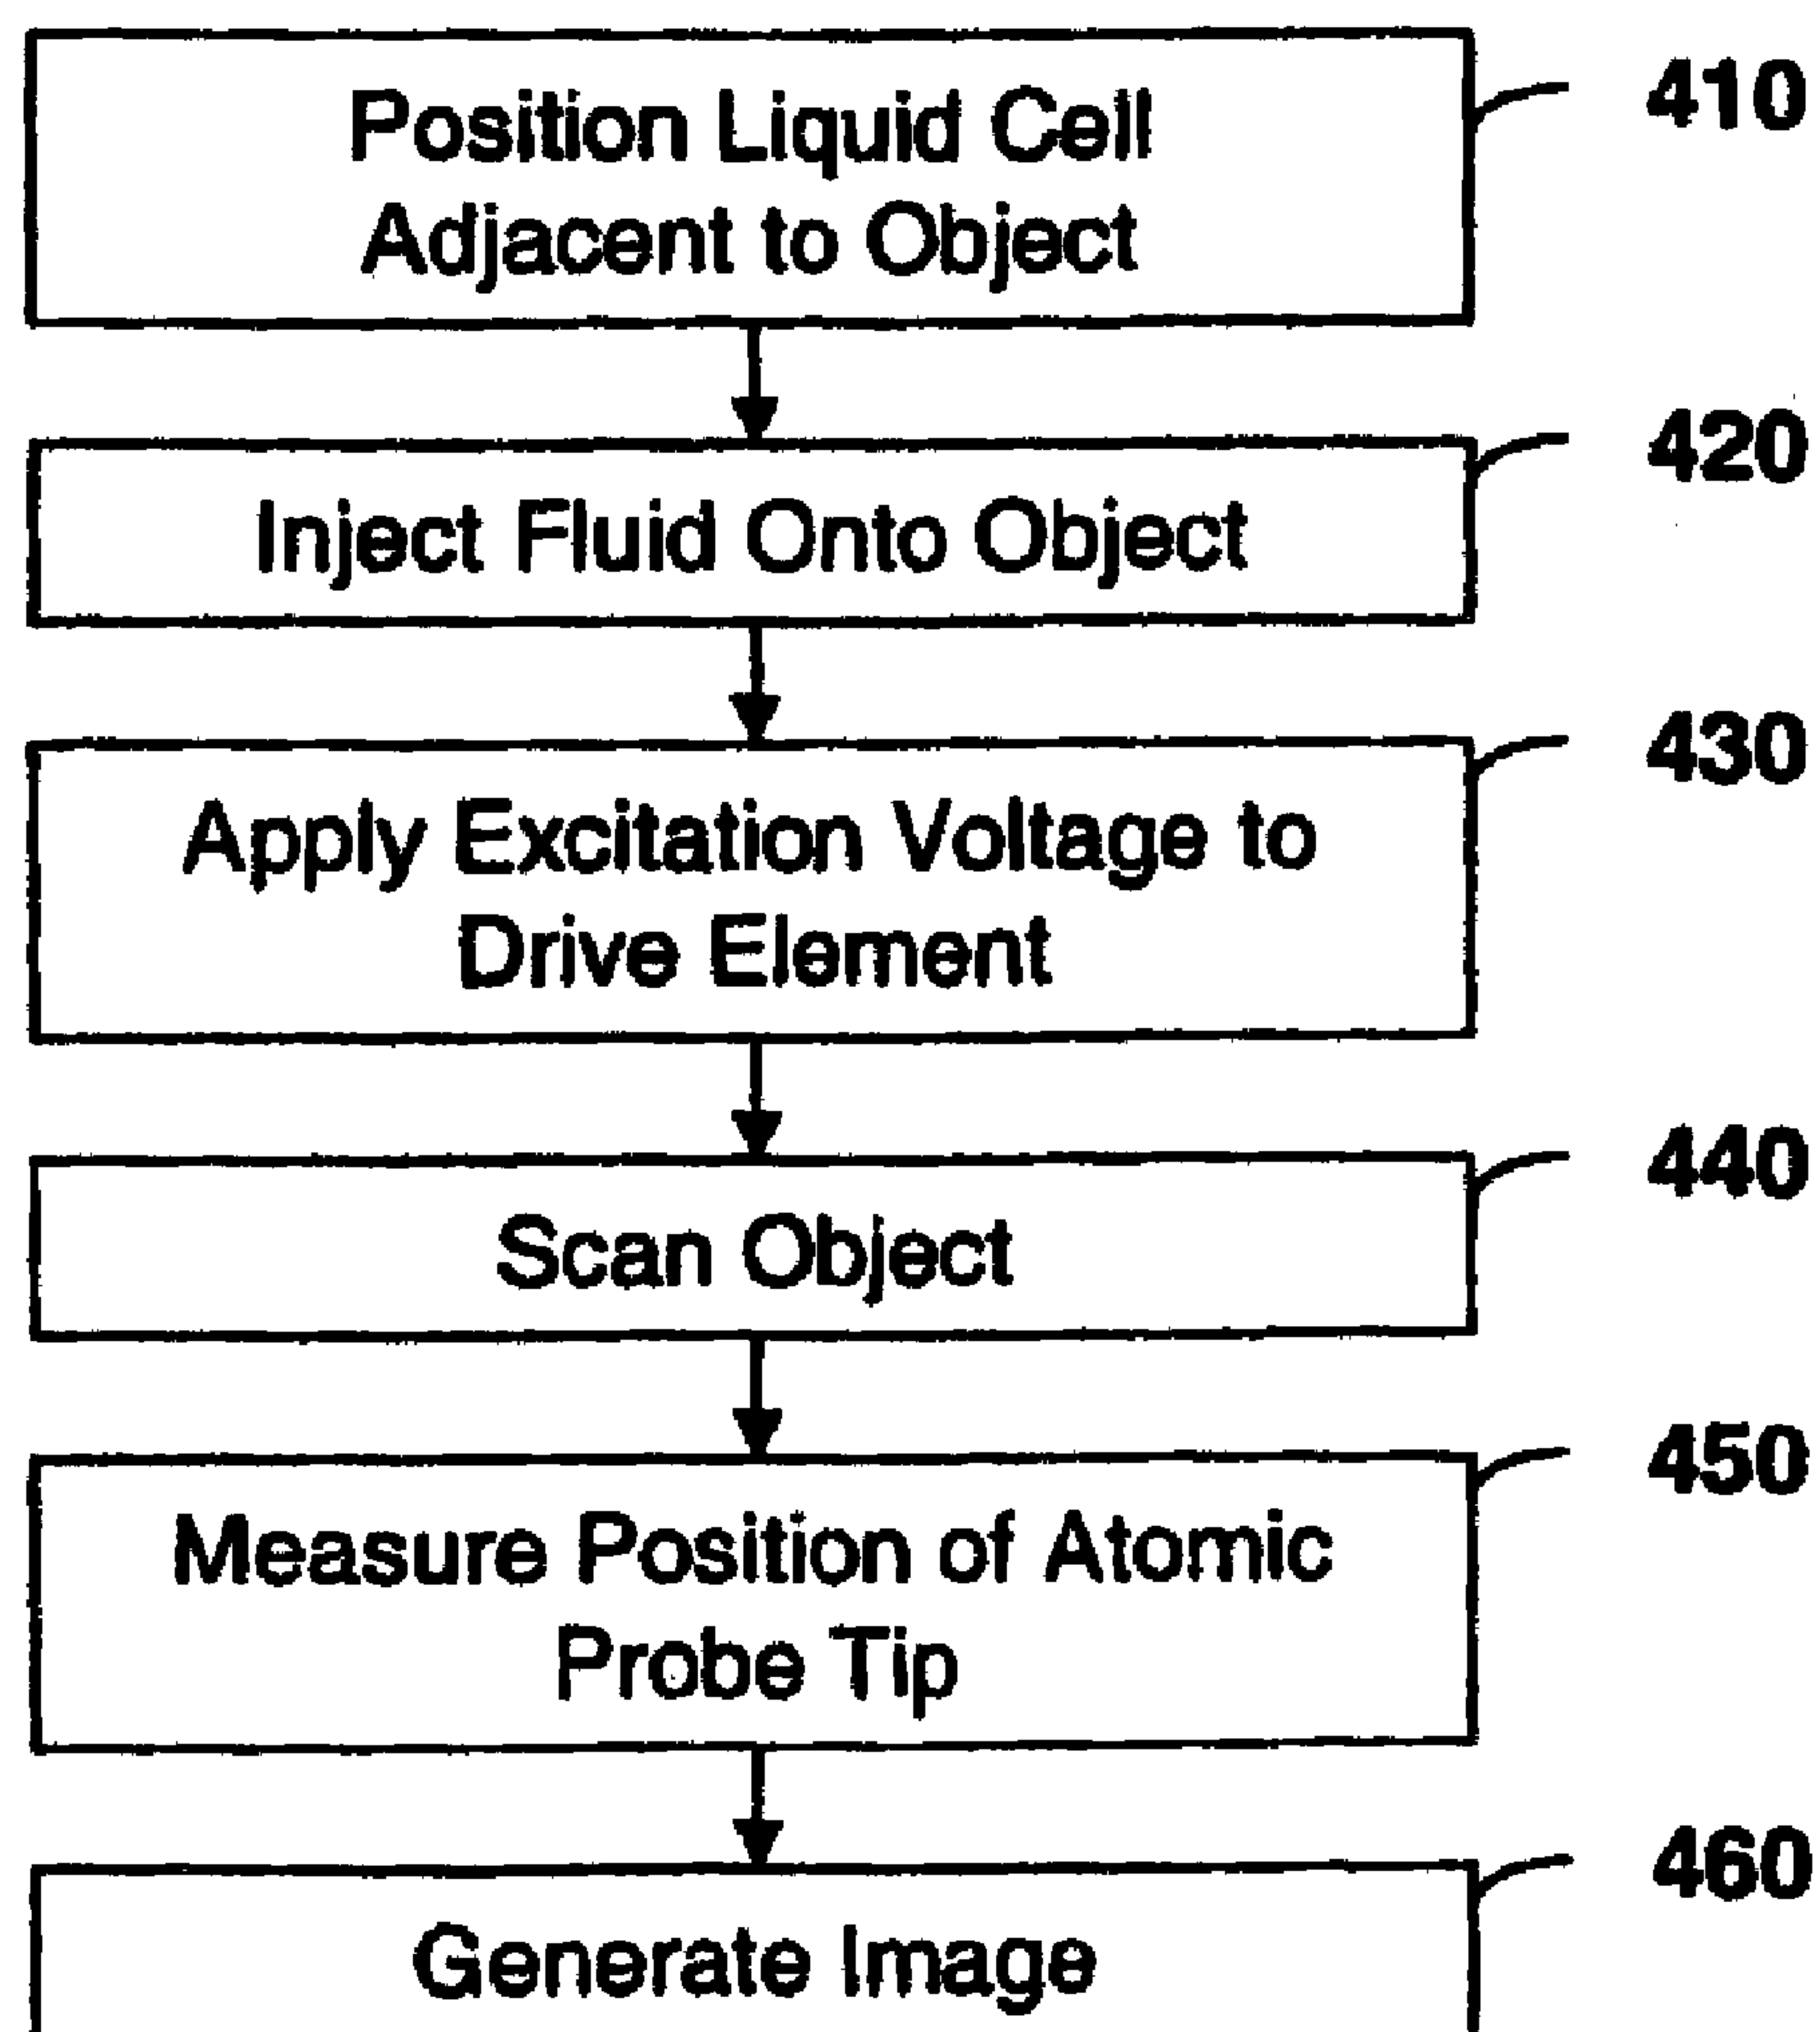 Position Liquid Cell
Adjacent to Object
410
Inject Fluid Onto Object
420
Apply Excitation Voltage to
Drive Element
430
Scan Object
440
Measure Position of Atomic
Probe Tip
450
Generate Image
460